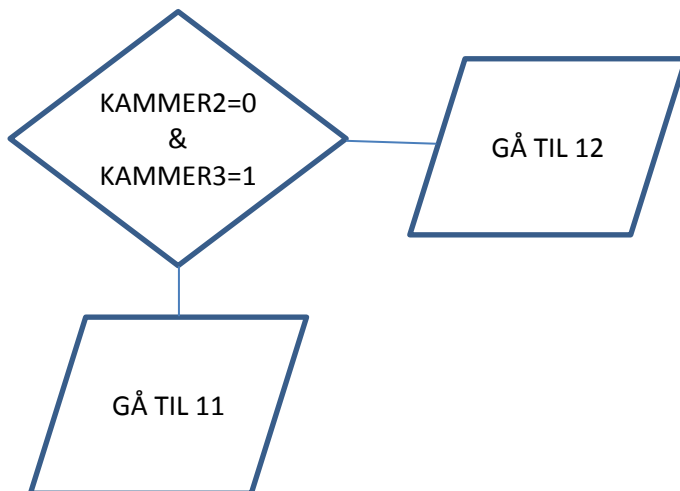 KAMMER2=0
&
KAMMER3=1
GÅ TIL 12
GÅ TIL 11